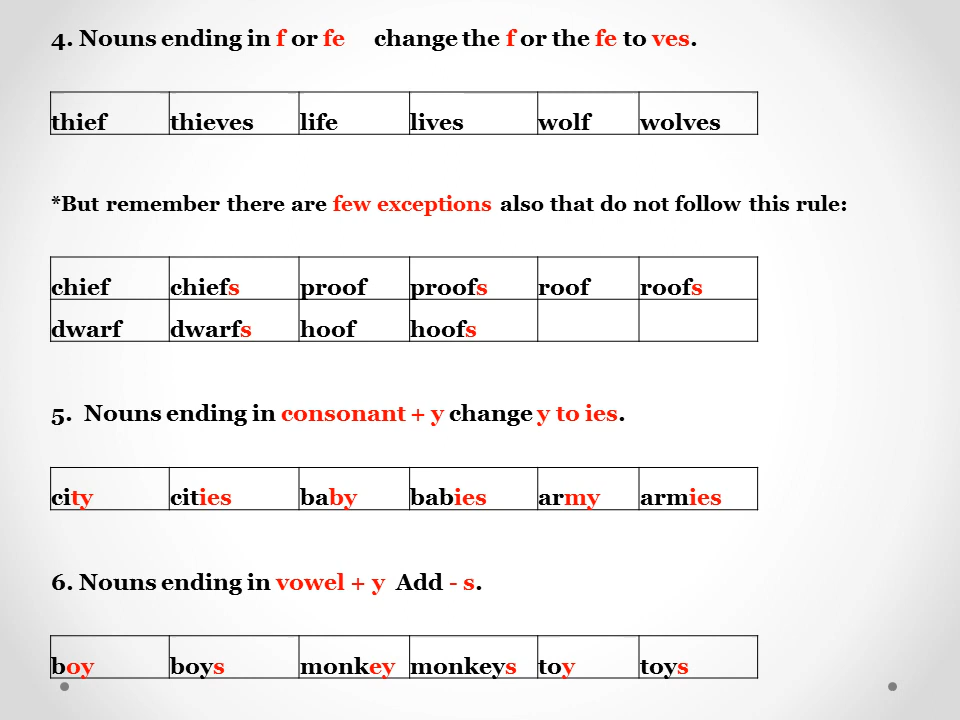 4. Nouns ending in f or fe change the f or the fe to ves.
thief thieves life lives wolf wolves
*But remember there are few exceptions also that do not follow this rule:
chief chiefs proof proofs roof roofs
dwarf dwarfs hoof hoofs
5. Nouns ending in consonant + y change y to ies.
city cities baby babies army armies
6. Nouns ending in vowel + y Add - s.
boy boys monkey monkeys toy toys